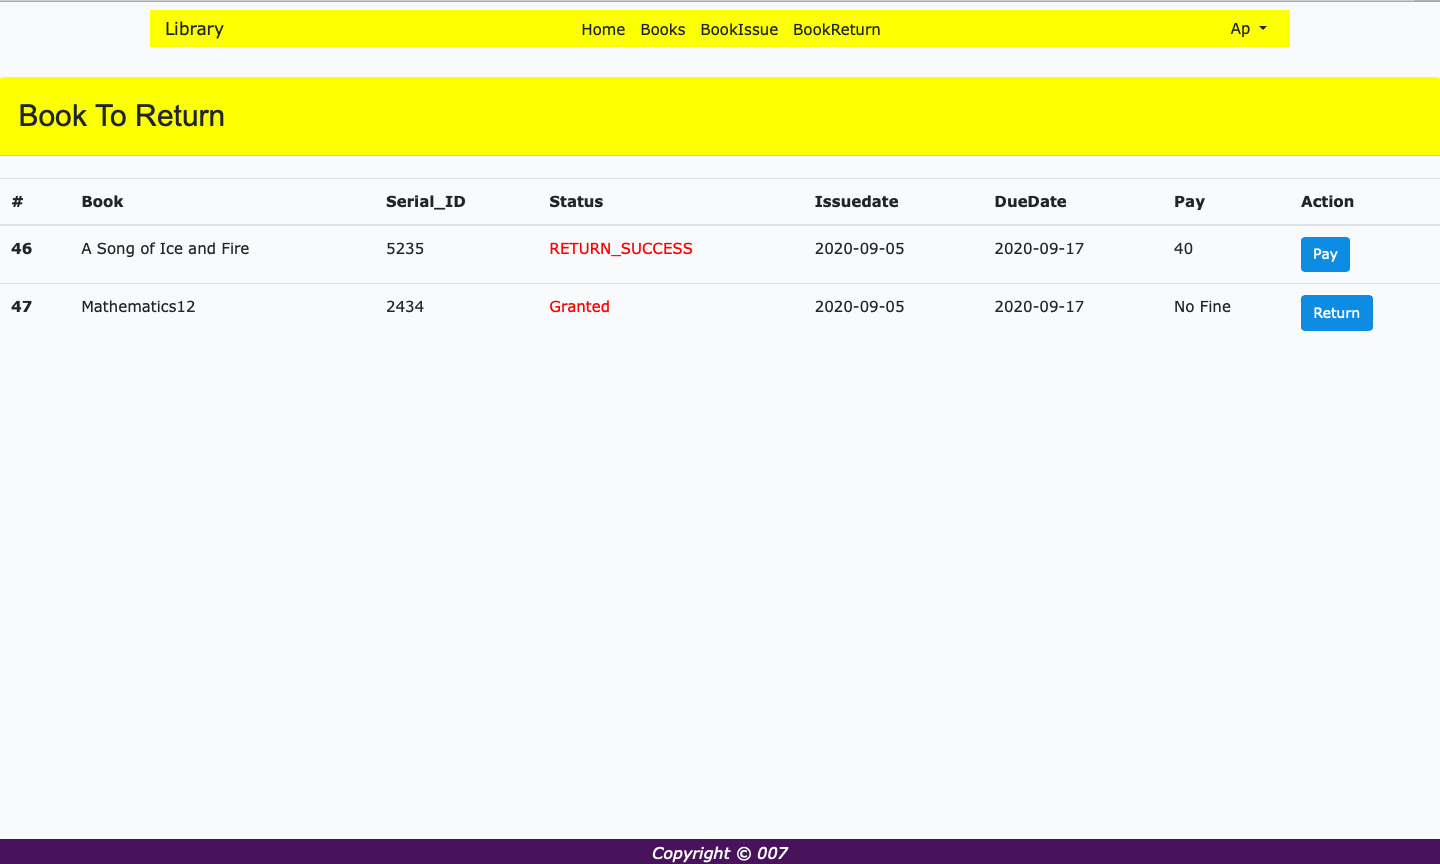 Library Home Books BookIssue BookReturn Ap
Book To Return
# Book Serial_ID Status Issuedate DueDate Pay Action
46 A Song of Ice and Fire 5235 RETURN_SUCCESS 2020-09-05 2020-09-17 40 Pay
47 Mathematics12 2434 Granted 2020-09-05 2020-09-17 No Fine Return
Copyright © 007